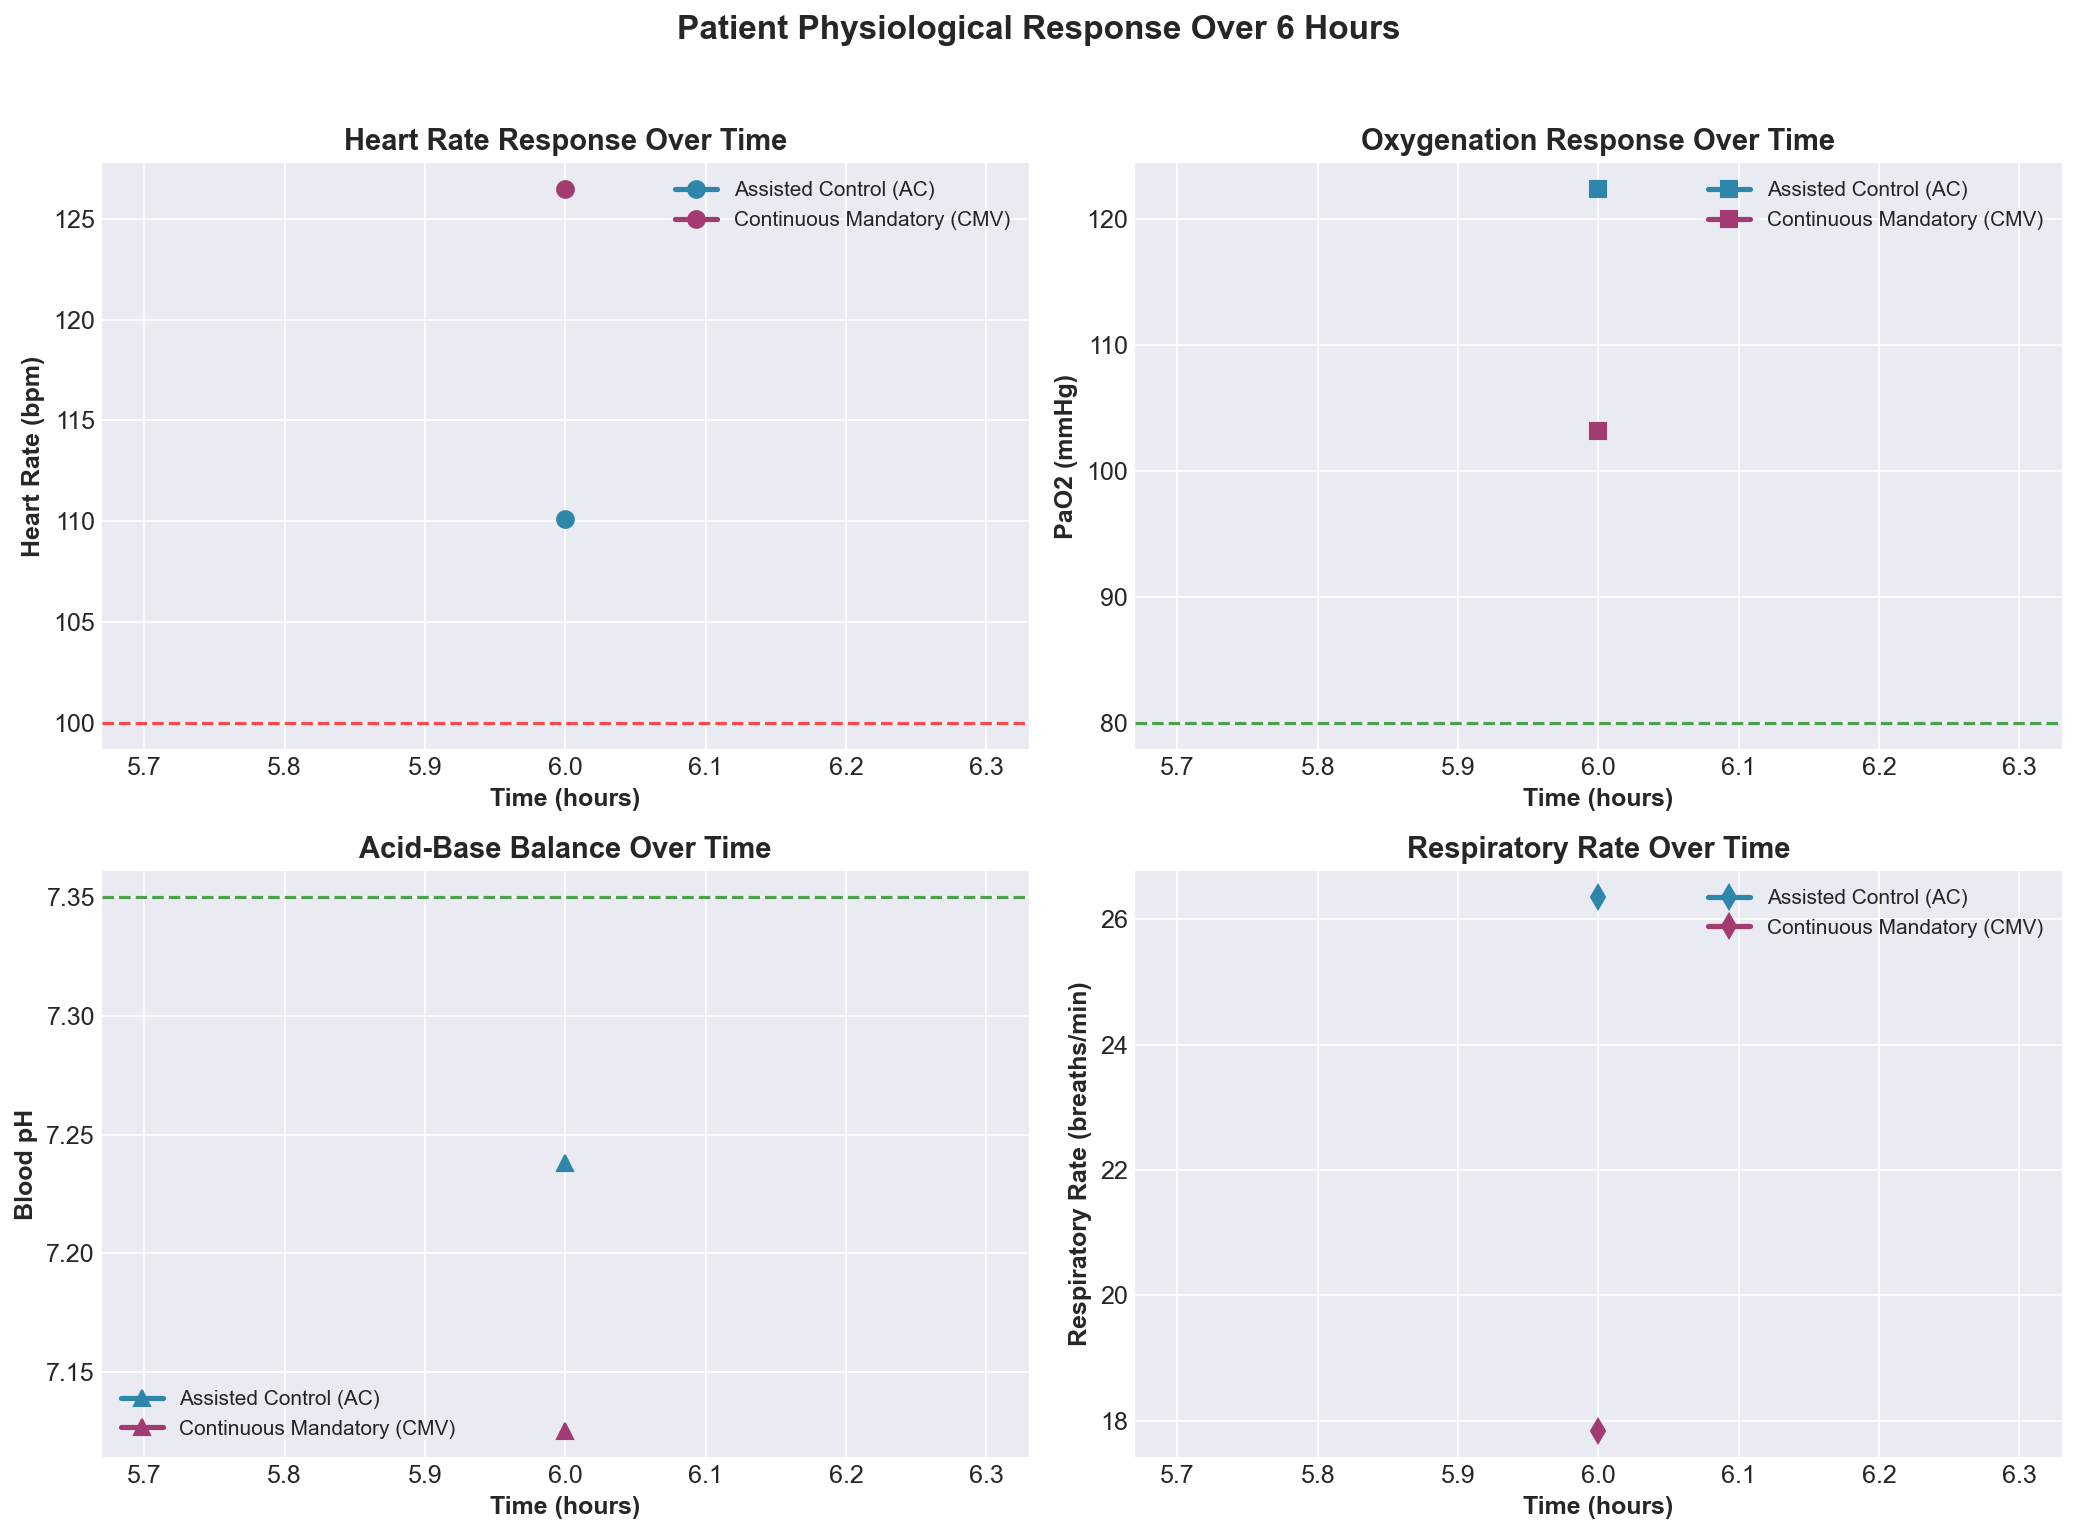 Patient Physiological Response Over 6 Hours
Heart Rate Response Over Time
Heart Rate (bpm)
125
120
115
110
105
100
Assisted Control (AC)
Continuous Mandatory (CMV)
5.7 5.8 5.9 6.0 6.1 6.2 6.3
Time (hours)
Oxygenation Response Over Time
PaO2 (mmHg)
120
110
100
90
80
Assisted Control (AC)
Continuous Mandatory (CMV)
5.7 5.8 5.9 6.0 6.1 6.2 6.3
Time (hours)
Acid-Base Balance Over Time
Blood pH
7.35
7.30
7.25
7.20
7.15
Assisted Control (AC)
Continuous Mandatory (CMV)
5.7 5.8 5.9 6.0 6.1 6.2 6.3
Time (hours)
Respiratory Rate Over Time
Respiratory Rate (breaths/min)
26
24
22
20
18
Assisted Control (AC)
Continuous Mandatory (CMV)
5.7 5.8 5.9 6.0 6.1 6.2 6.3
Time (hours)